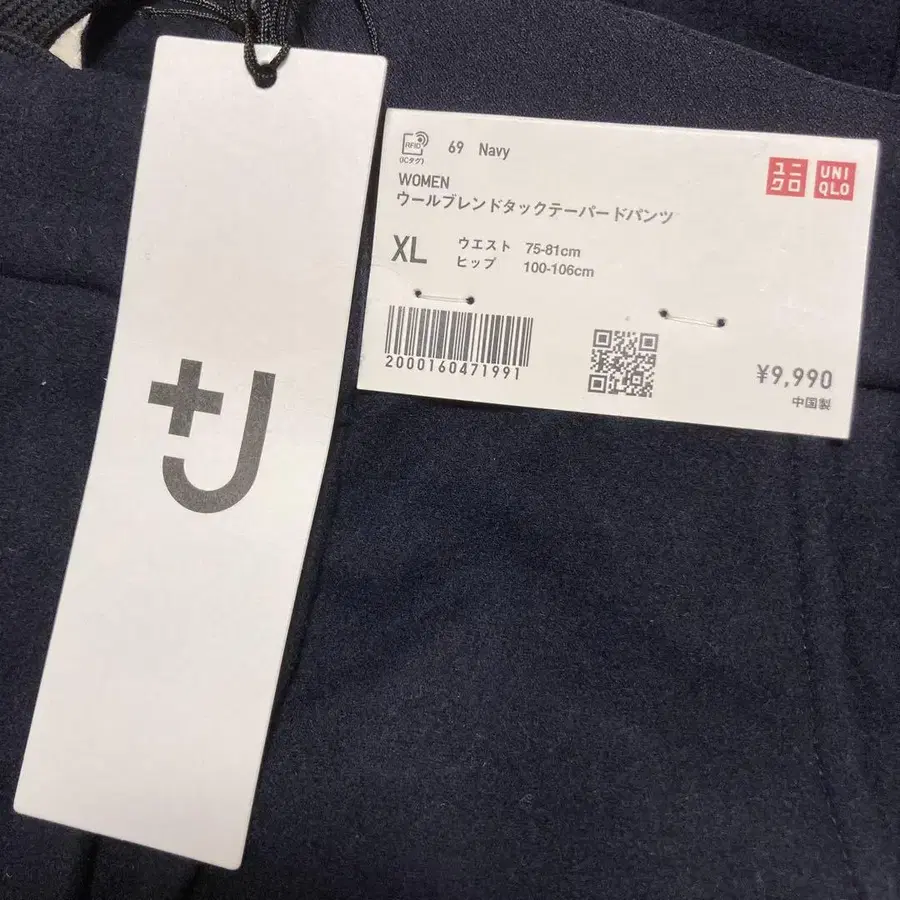 +J
RFID
(ICタグ)
69 Navy
ユニクロ
UNIQLO
WOMEN
ウールブレンドタックテーパードパンツ
XL
ウエスト 75-81cm
ヒップ 100-106cm
2000160471991
¥9,990
中国製